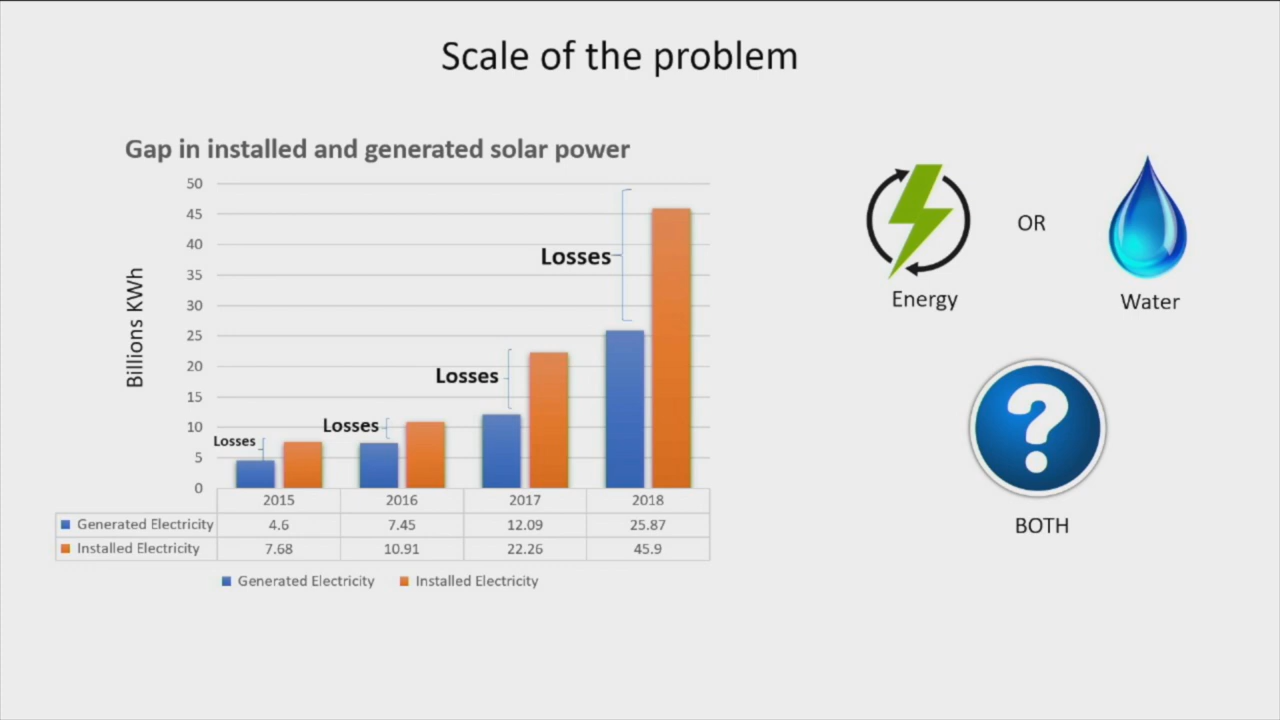 Scale of the problem
Gap in installed and generated solar power
Billions KWh
50
45
40
35
30
25
20
15
10
5
0
Losses
Losses
Losses
Losses
2015 2016 2017 2018
Generated Electricity 4.6 7.45 12.09 25.87
Installed Electricity 7.68 10.91 22.26 45.9
Generated Electricity Installed Electricity
Energy
OR
Water
?
BOTH